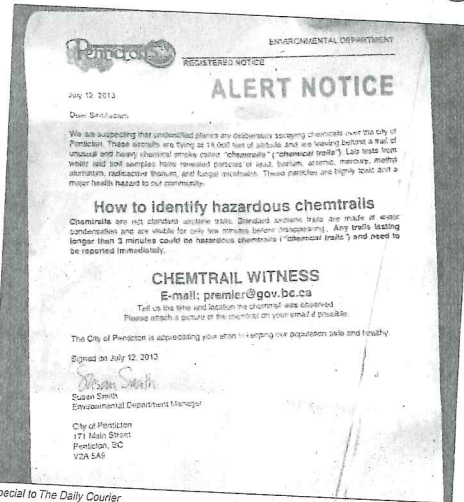 Penticton
ENVIRONMENTAL DEPARTMENT
REGISTERED NOTICE
ALERT NOTICE
July 12, 2013
Dear Sir/Madam,
We are suspecting that unidentified planes are deliberately spraying chemicals over the city of
Penticton. These aircrafts are flying at feet of altitude and are leaving behind a trail of
unusual and heavy chemical smoke called "chemtrails" ("chemical trails"). Lab tests from
water and soil samples have revealed particles of lead, barium, arsenic, mercury, methyl
aluminium, radioactive thorium, and fungal mycotoxin. These particles are highly toxic and a
major health hazard to our community.
How to identify hazardous chemtrails
Chemtrails are not standard airplane trails. Standard airplane trails are made of water
condensation and are visible for only few minutes before disappearing. Any trails lasting
longer than 3 minutes could be hazardous chemtrails ("chemical trails") and need to
be reported immediately.
CHEMTRAIL WITNESS
E-mail: premier@gov.bc.ca
Tell us the time and location the chemtrail was observed
Please attach a picture of the chemtrail on your email if possible.
The City of Penticton is appreciating your effort in keeping our population safe and healthy.
Signed on July 12, 2013
Susan Smith
Susan Smith
Environmental Department Manager
City of Penticton
171 Main Street
Penticton, BC
V2A 5A9
pecial to The Daily Courier